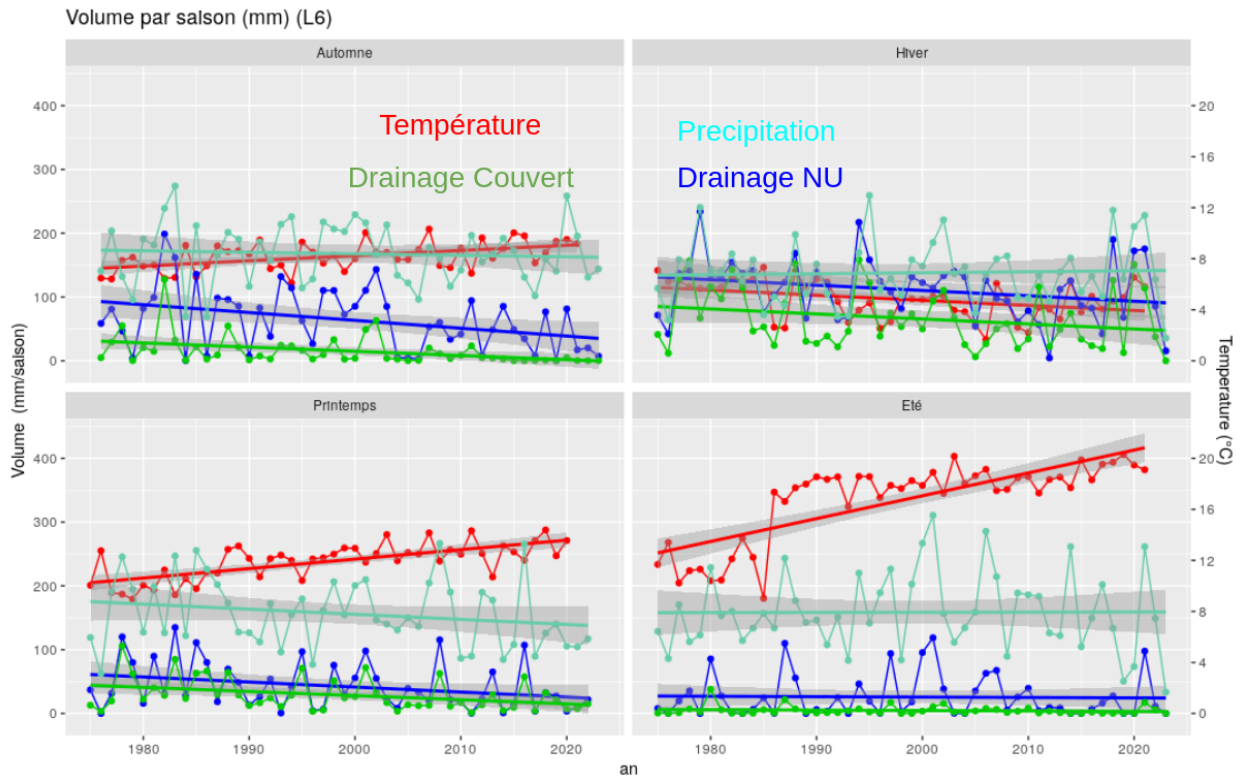 Volume par saison (mm) (L6)
Automne
Hiver
400
300
200
100
0
Température
Drainage Couvert
Precipitation
Drainage NU
20
16
12
8
4
0
Printemps
Eté
400
300
200
100
0
20
16
12
8
4
0
Volume (mm/saison)
Temperature (°C)
1980
1990
2000
2010
2020
1980
1990
2000
2010
2020
an